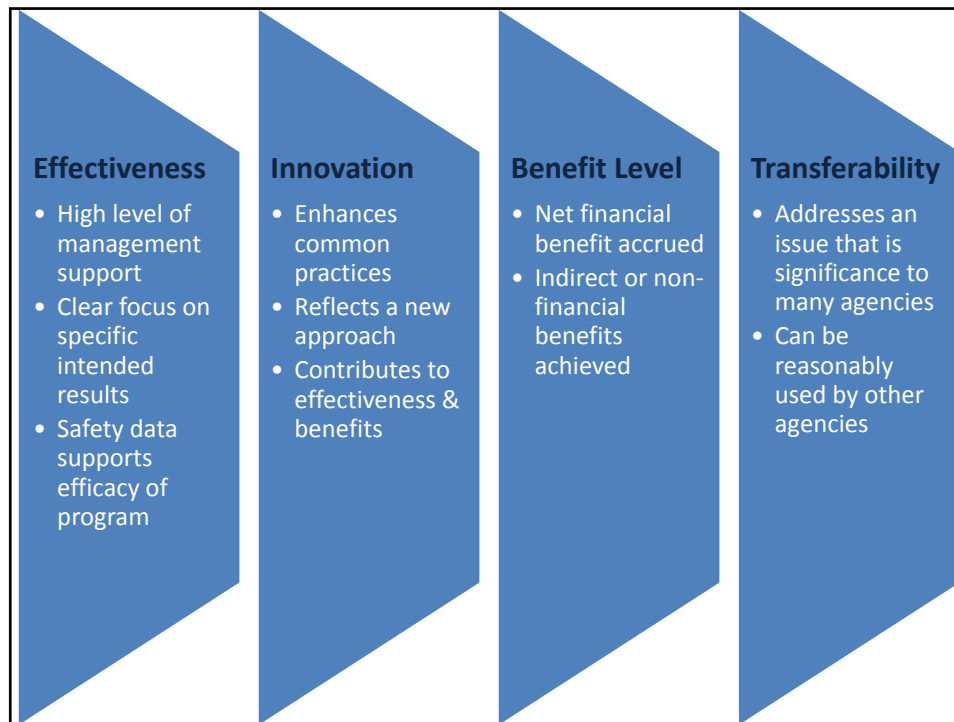 Effectiveness
• High level of
management
support
• Clear focus on
specific
intended
results
• Safety data
supports
efficacy of
program
Innovation
• Enhances
common
practices
• Reflects a new
approach
• Contributes to
effectiveness &
benefits
Benefit Level
• Net financial
benefit accrued
• Indirect or non-
financial
benefits
achieved
Transferability
• Addresses an
issue that is
significance to
many agencies
• Can be
reasonably
used by other
agencies